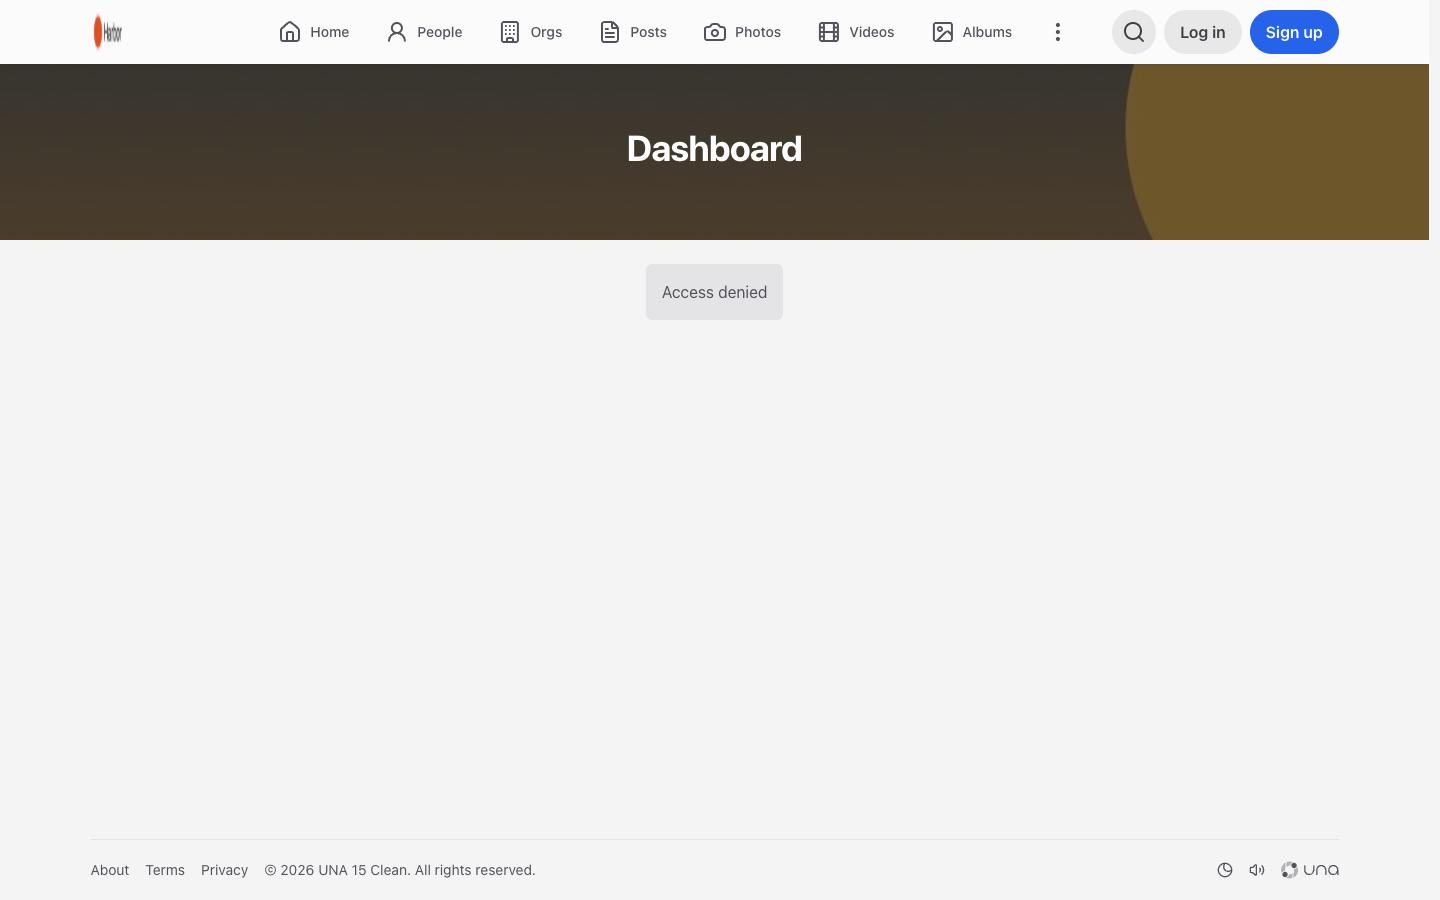 Harbor
Home
People
Orgs
Posts
Photos
Videos
Albums
Log in
Sign up
Dashboard
Access denied
About
Terms
Privacy
© 2026 UNA 15 Clean. All rights reserved.
una